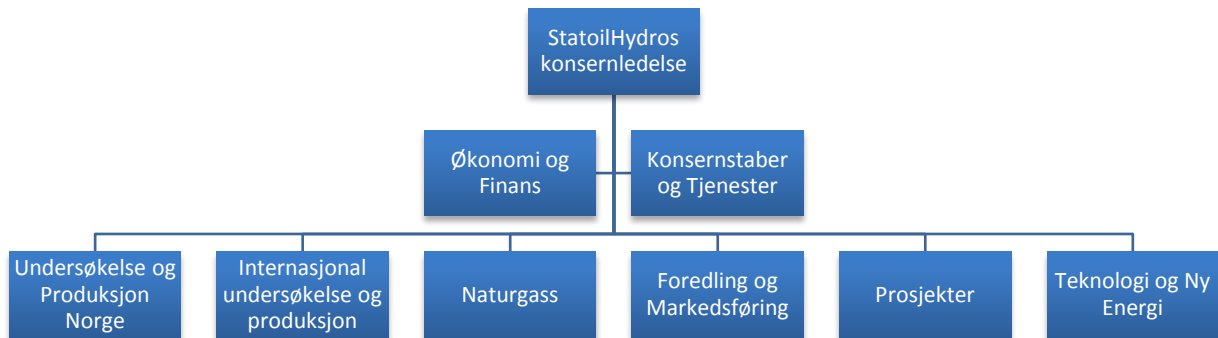 StatoilHydros
konsernledelse
Økonomi og
Finans
Konsernstaber
og Tjenester
Undersøkelse og
Produksjon
Norge
Internasjonal
undersøkelse og
produksjon
Naturgass
Foredling og
Markedsføring
Prosjekter
Teknologi og Ny
Energi